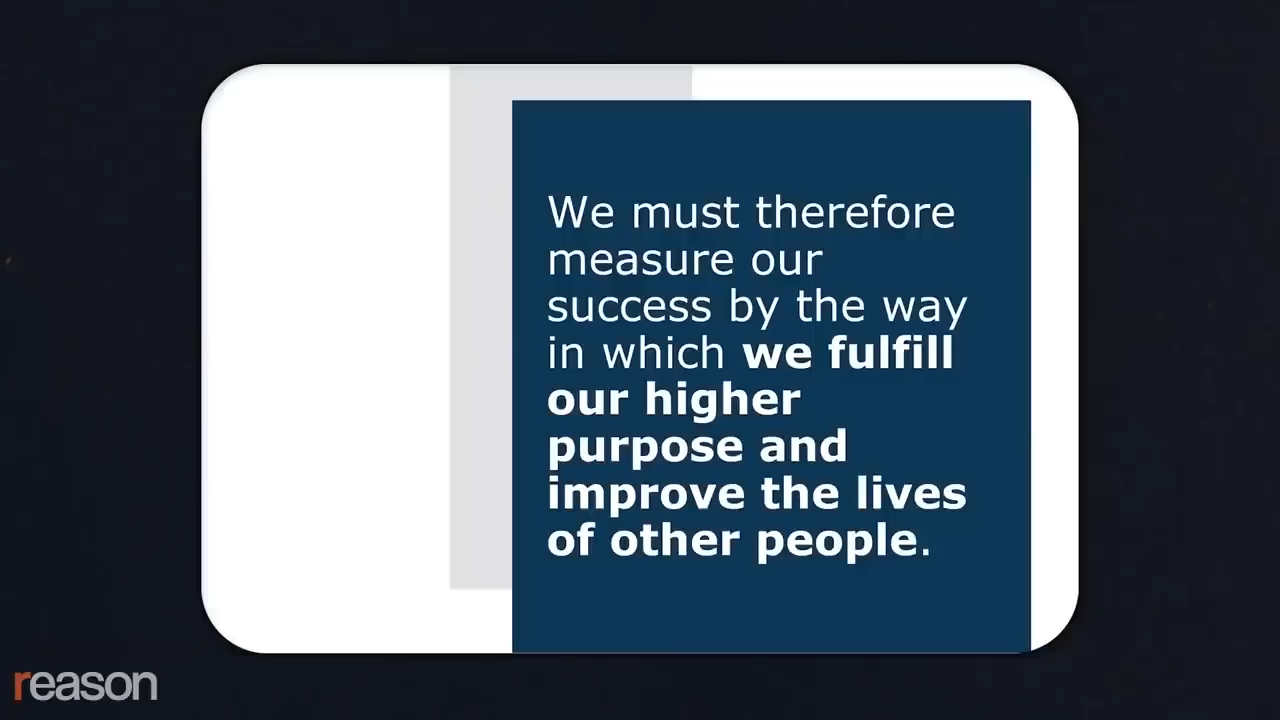 We must therefore
measure our
success by the way
in which we fulfill
our higher
purpose and
improve the lives
of other people.
reason